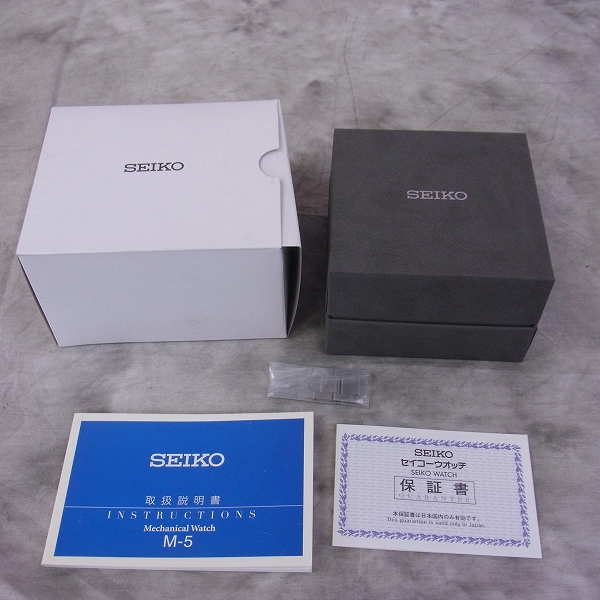 SEIKO
SEIKO
SEIKO
取扱説明書
INSTRUCTIONS
Mechanical Watch
M-5
SEIKO
セイコーウオッチ
SEIKO WATCH
保証書
GUARANTEE
本保証書は日本国内のみ有効です。
This guarantee is valid only in Japan.